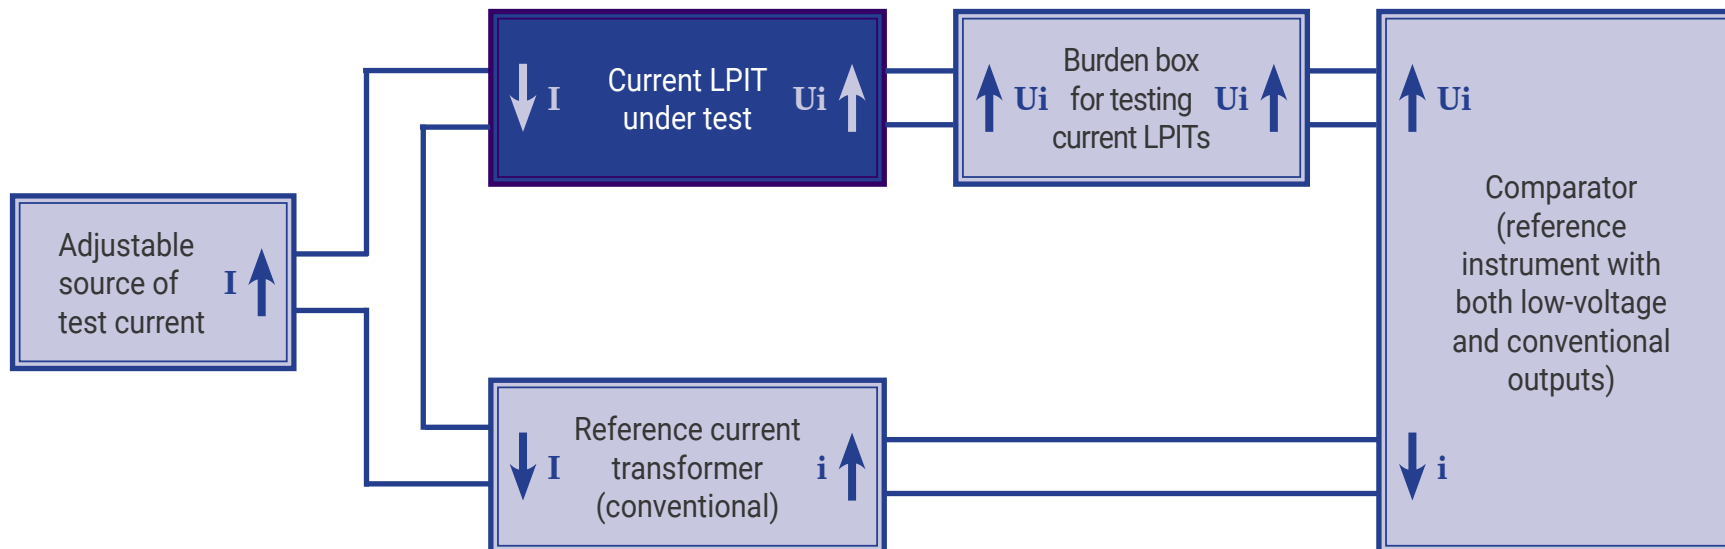 Adjustable
source of
test current
I
I
Current LPIT
under test
Ui
Ui
Burden box
for testing
current LPITs
Ui
Ui
Comparator
(reference
instrument with
both low-voltage
and conventional
outputs)
i
I
Reference current
transformer
(conventional)
i